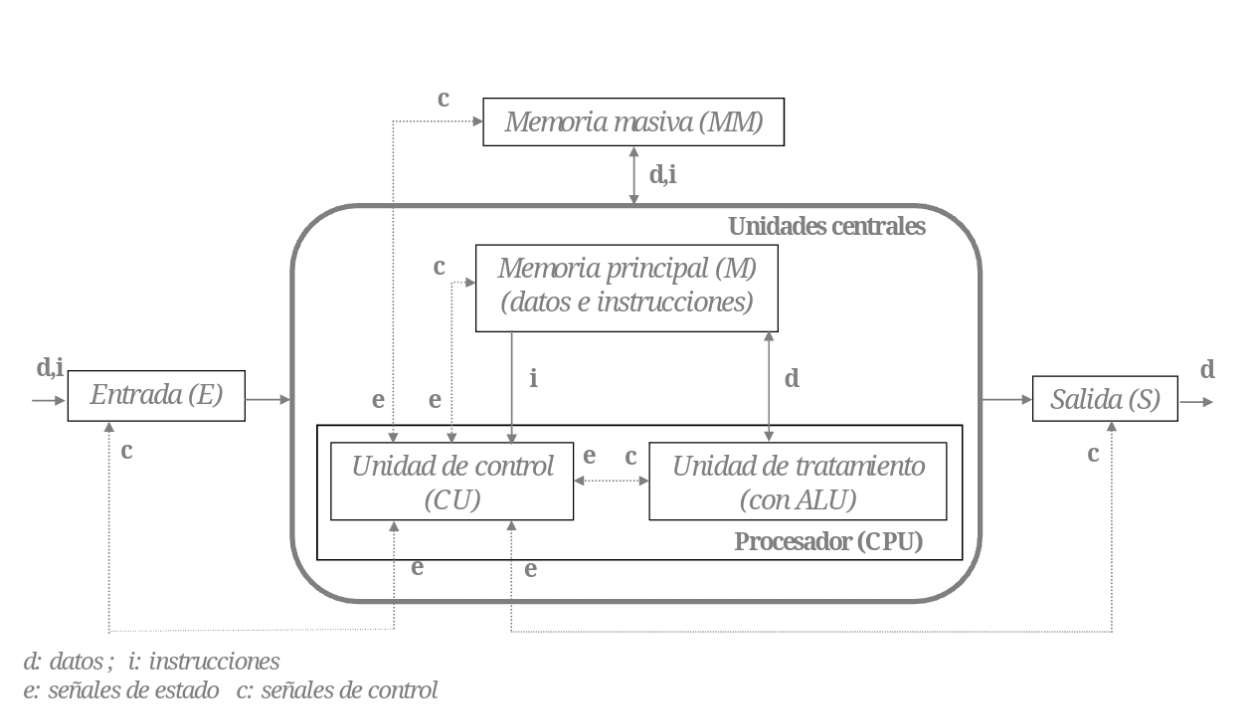 c
Memoria masiva (MM)
d,i
Unidades centrales
c
Memoria principal (M)
(datos e instrucciones)
d,i
Entrada (E)
c
e
e
i
d
d
Salida (S)
c
Unidad de control
(CU)
e
c
Unidad de tratamiento
(con ALU)
Procesador (CPU)
e
e
d: datos ; i: instrucciones
e: señales de estado c: señales de control